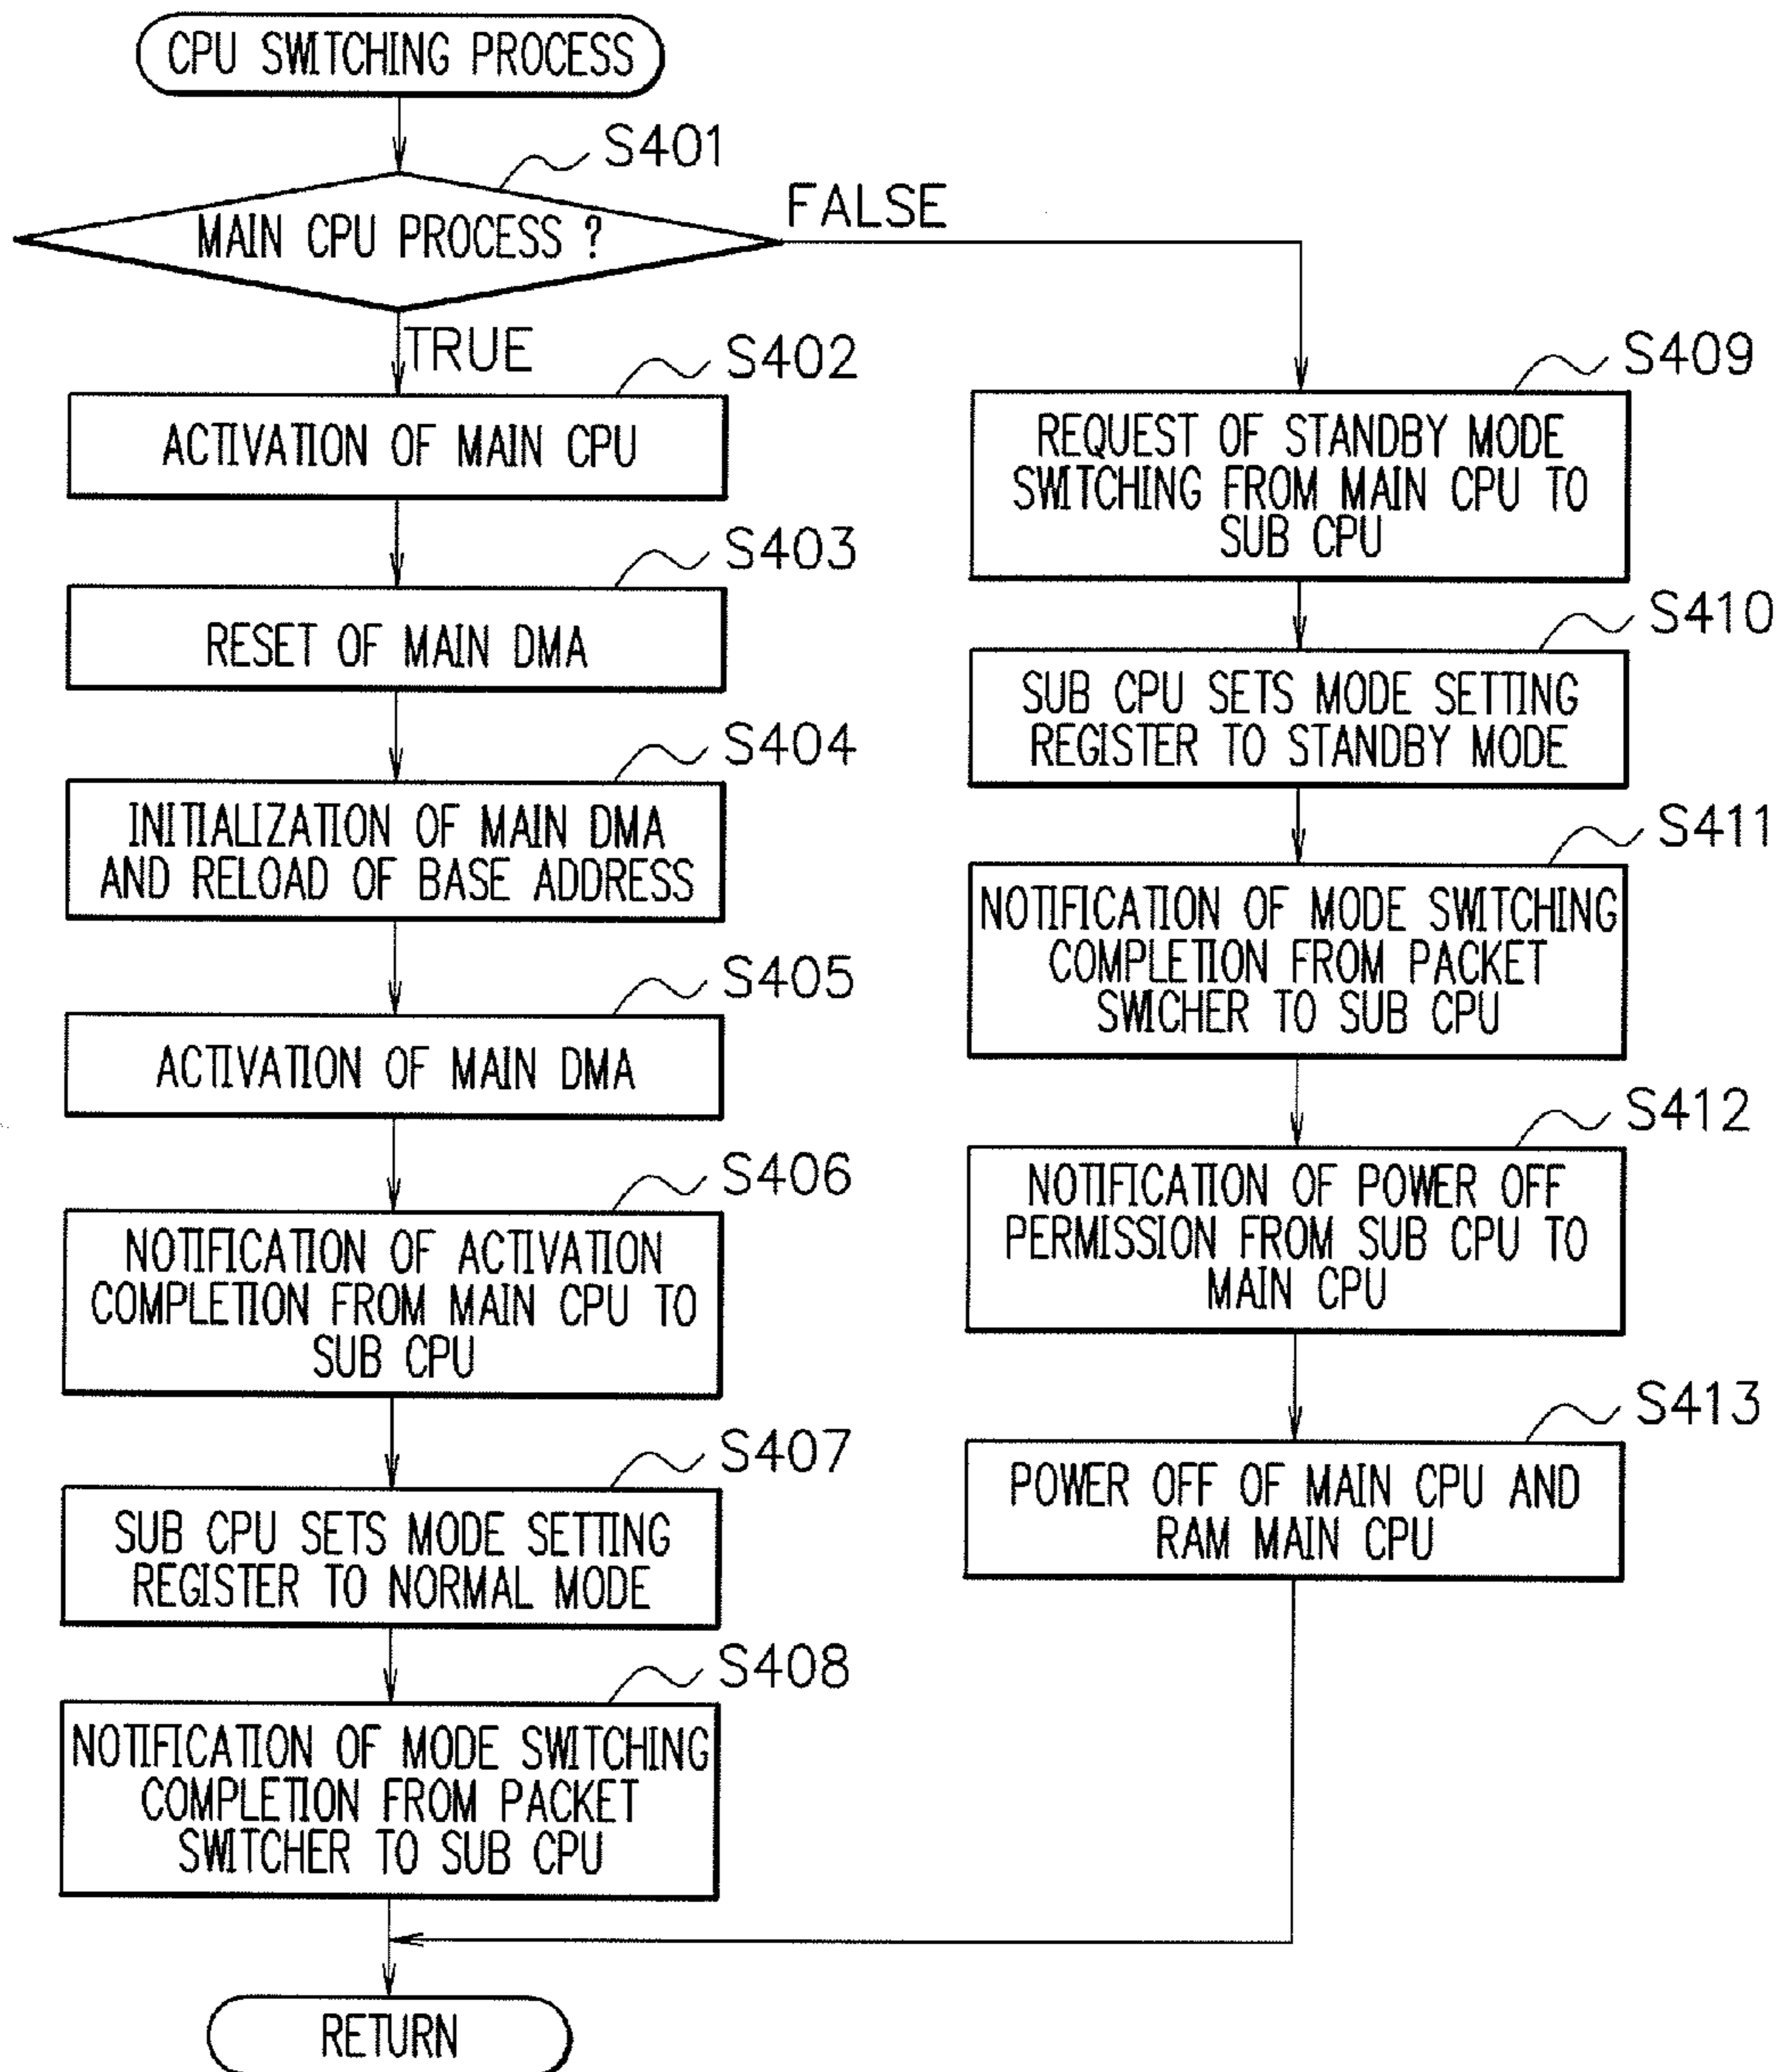 CPU SWITCHING PROCESS
S401
MAIN CPU PROCESS ?
FALSE
TRUE
S402
ACTIVATION OF MAIN CPU
S403
RESET OF MAIN DMA
S404
INITIALIZATION OF MAIN DMA
AND RELOAD OF BASE ADDRESS
S405
ACTIVATION OF MAIN DMA
S406
NOTIFICATION OF ACTIVATION
COMPLETION FROM MAIN CPU TO
SUB CPU
S407
SUB CPU SETS MODE SETTING
REGISTER TO NORMAL MODE
S408
NOTIFICATION OF MODE SWITCHING
COMPLETION FROM PACKET
SWITCHER TO SUB CPU
S409
REQUEST OF STANDBY MODE
SWITCHING FROM MAIN CPU TO
SUB CPU
S410
SUB CPU SETS MODE SETTING
REGISTER TO STANDBY MODE
S411
NOTIFICATION OF MODE SWITCHING
COMPLETION FROM PACKET
SWICHER TO SUB CPU
S412
NOTIFICATION OF POWER OFF
PERMISSION FROM SUB CPU TO
MAIN CPU
S413
POWER OFF OF MAIN CPU AND
RAM MAIN CPU
RETURN